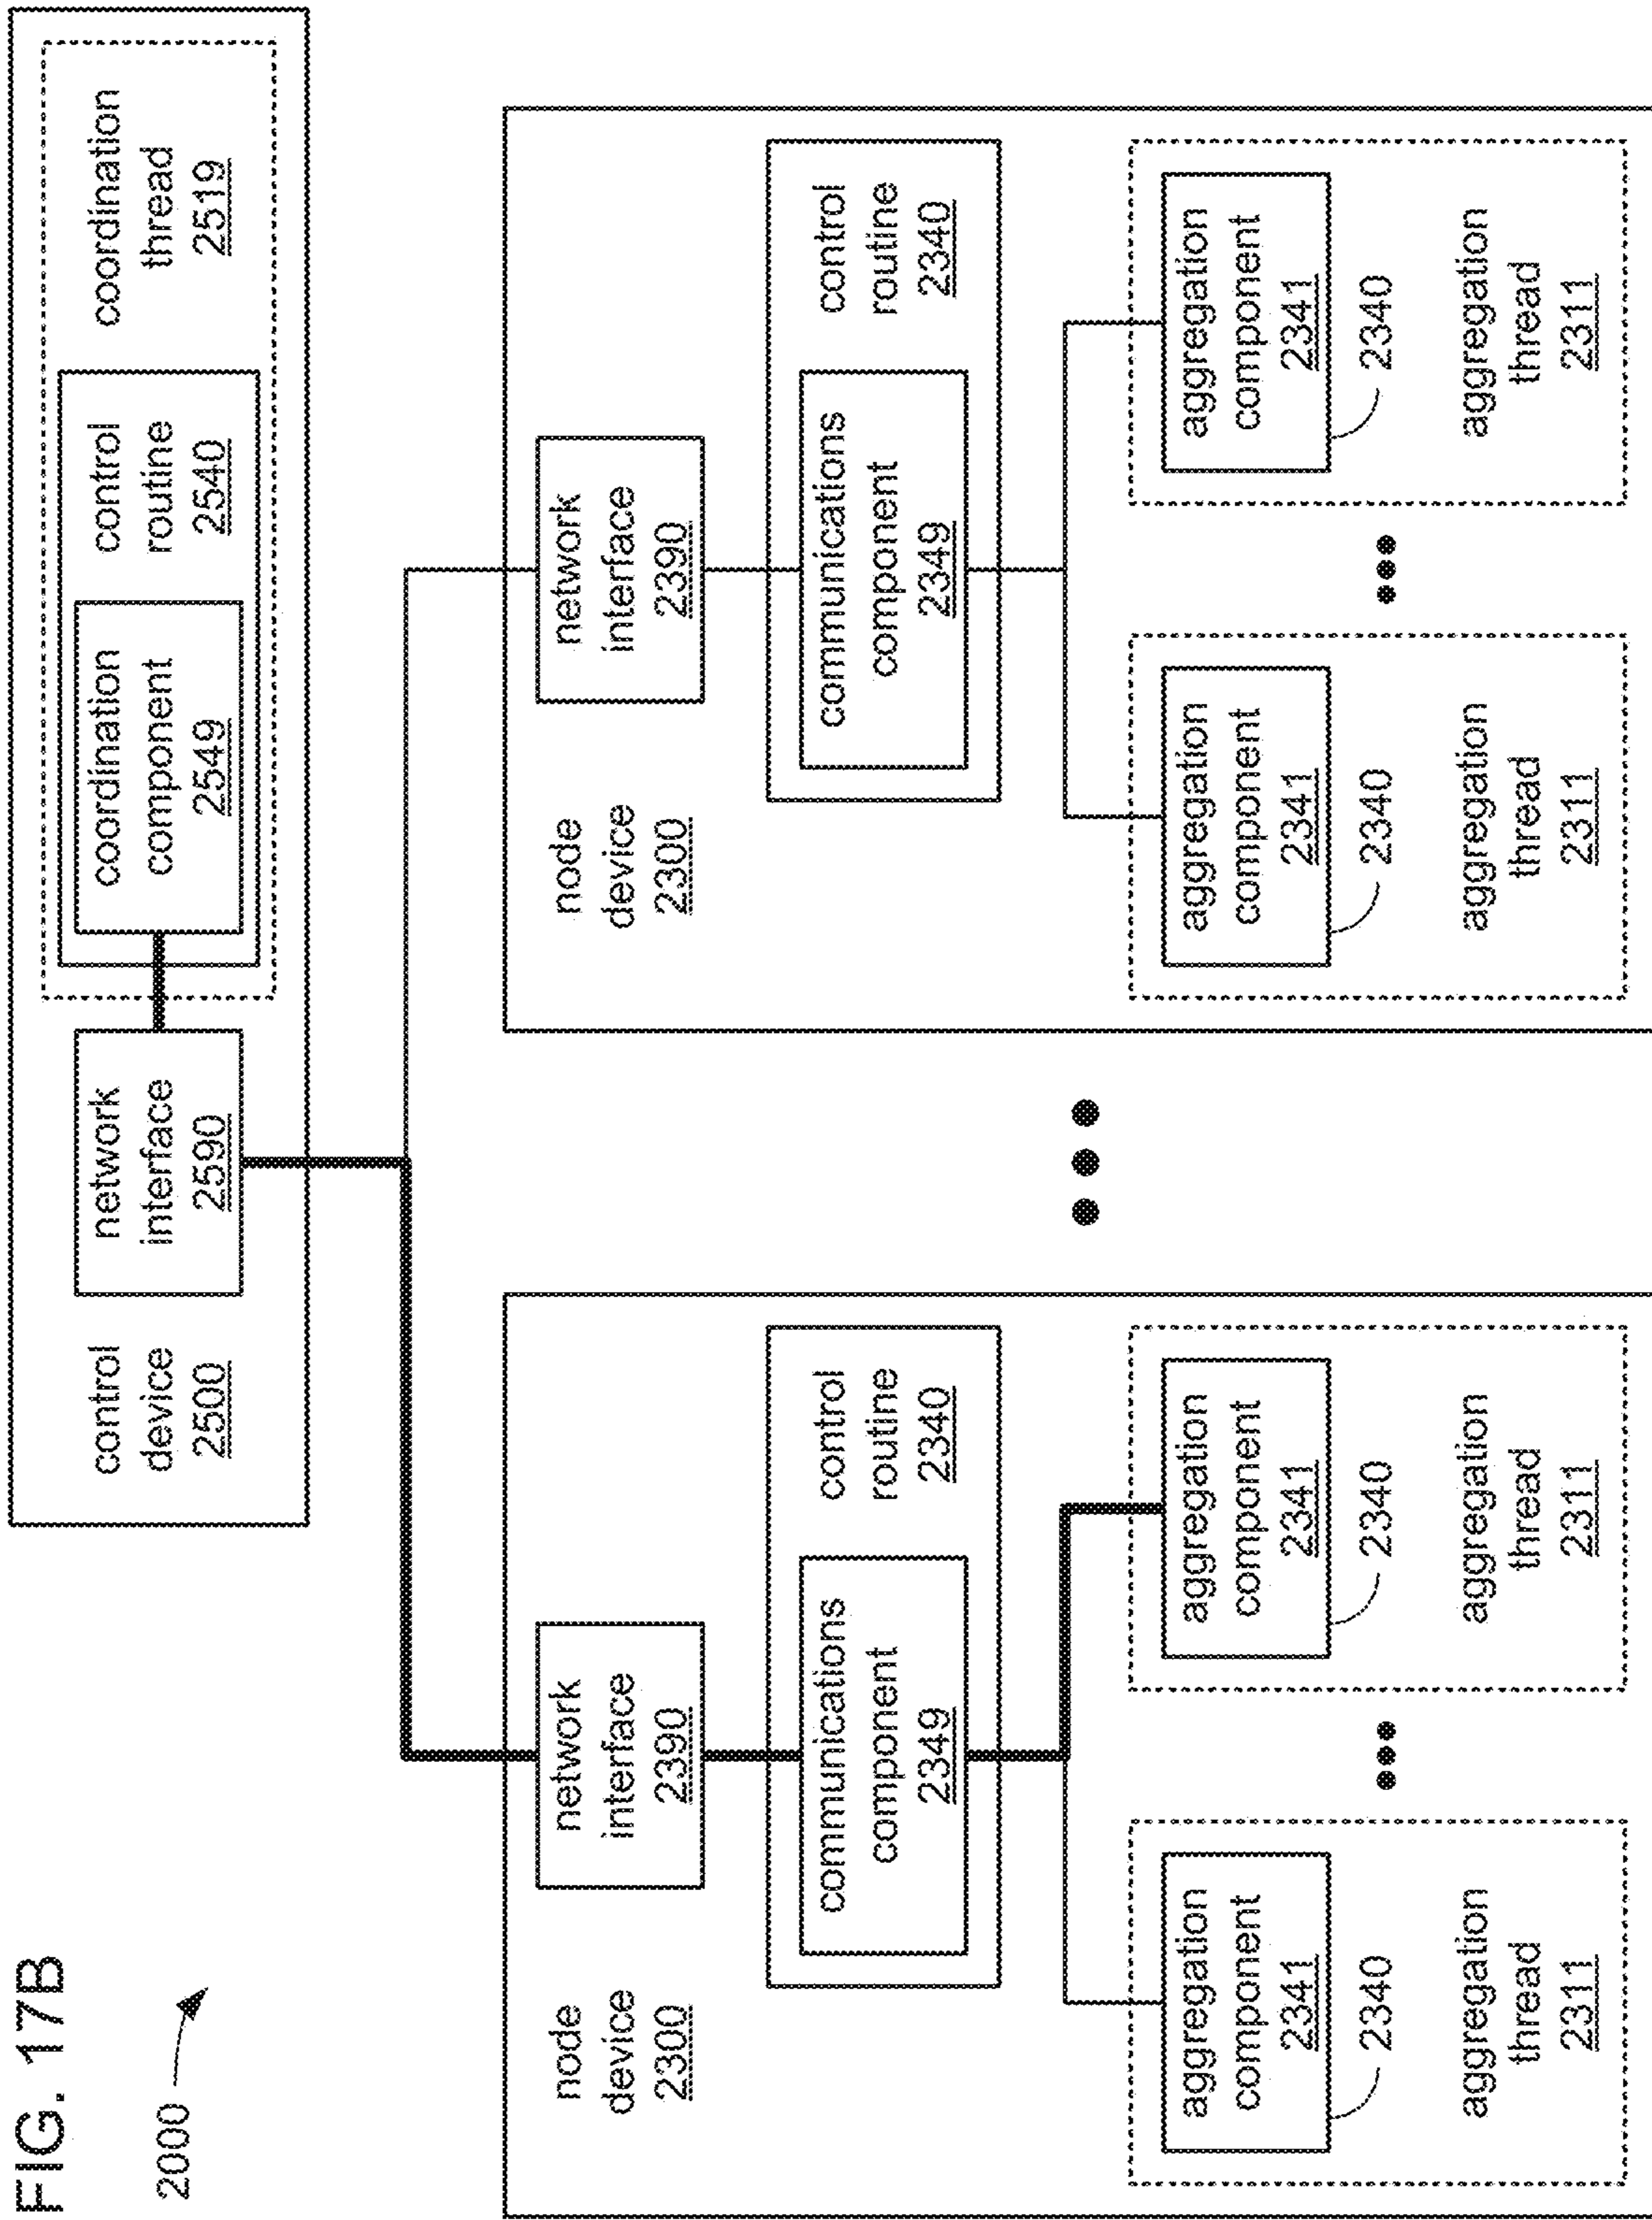 FIG. 17B
2000
control
device
2500
network
interface
2590
coordination
component
2549
control
routine
2540
coordination
thread
2519
node
device
2300
network
interface
2390
communications
component
2349
control
routine
2340
aggregation
component
2341
2340
aggregation
thread
2311
aggregation
component
2341
2340
aggregation
thread
2311
node
device
2300
network
interface
2390
communications
component
2349
control
routine
2340
aggregation
component
2341
2340
aggregation
thread
2311
aggregation
component
2341
2340
aggregation
thread
2311